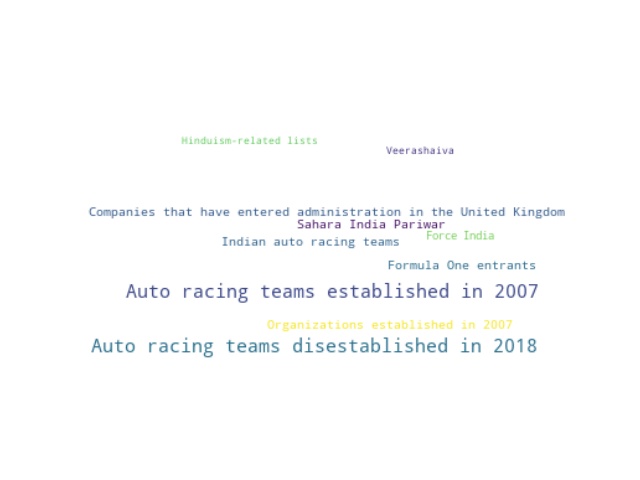 Hinduism-related lists
Veerashaiva
Companies that have entered administration in the United Kingdom
Sahara India Pariwar
Force India
Indian auto racing teams
Formula One entrants
Auto racing teams established in 2007
Organizations established in 2007
Auto racing teams disestablished in 2018